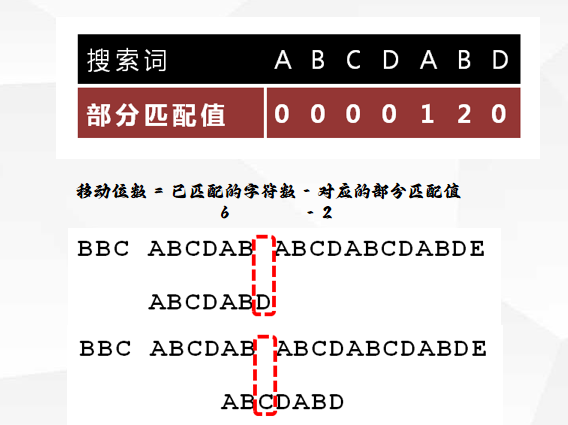 搜索词 A B C D A B D
部分匹配值 0 0 0 0 1 2 0
移动位数 = 已匹配的字符数 - 对应的部分匹配值
6 - 2
BBC ABCDAB ABCDABCDABDE
ABCDABD
BBC ABCDAB ABCDABCDABDE
ABCDABD